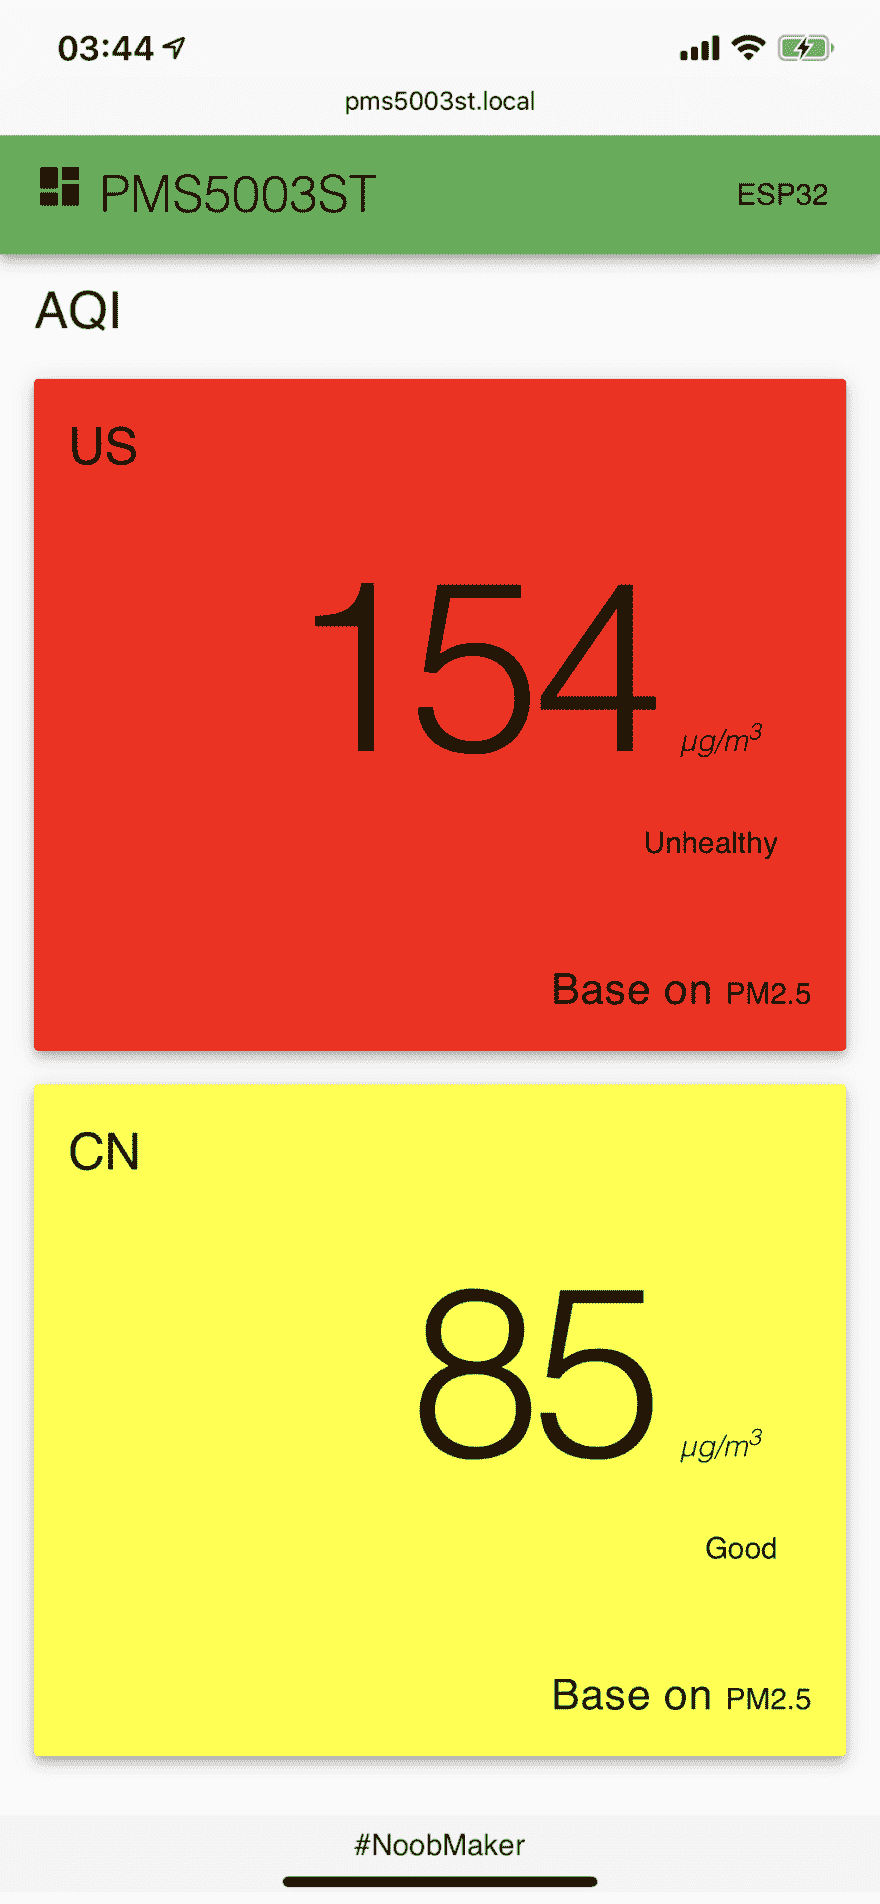 03:44
pms5003st.local
PMS5003ST ESP32
AQI
US
154 µg/m³
Unhealthy
Base on PM2.5
CN
85 µg/m³
Good
Base on PM2.5
#NoobMaker